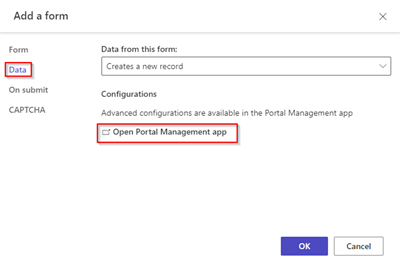 Add a form
Form
Data
On submit
CAPTCHA
Data from this form:
Creates a new record
Configurations
Advanced configurations are available in the Portal Management app
Open Portal Management app
OK
Cancel